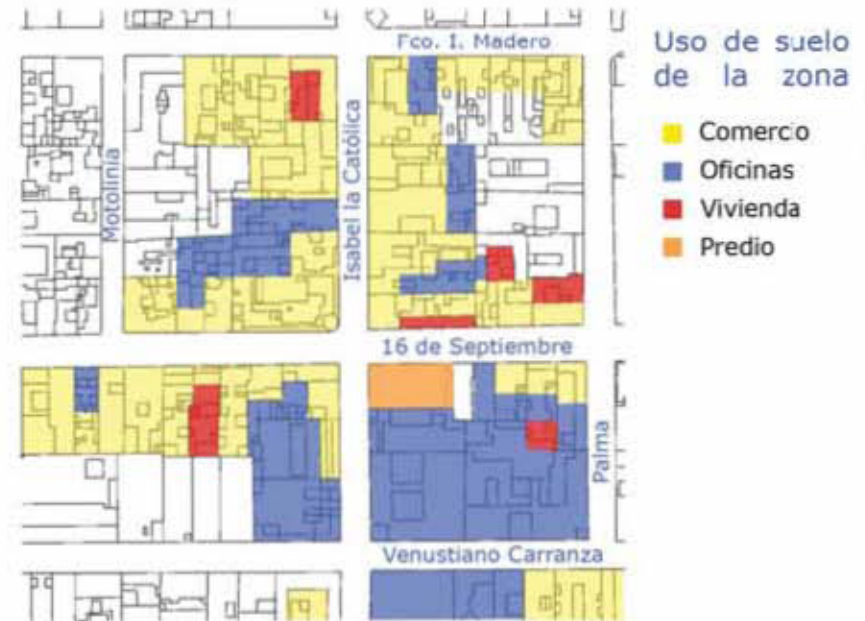 Fco. I. Madero
Uso de suelo
de la zona
Comercio
Oficinas
Vivienda
Predio
Motolinia
Isabel la Católica
16 de Septiembre
Palma
Venustiano Carranza